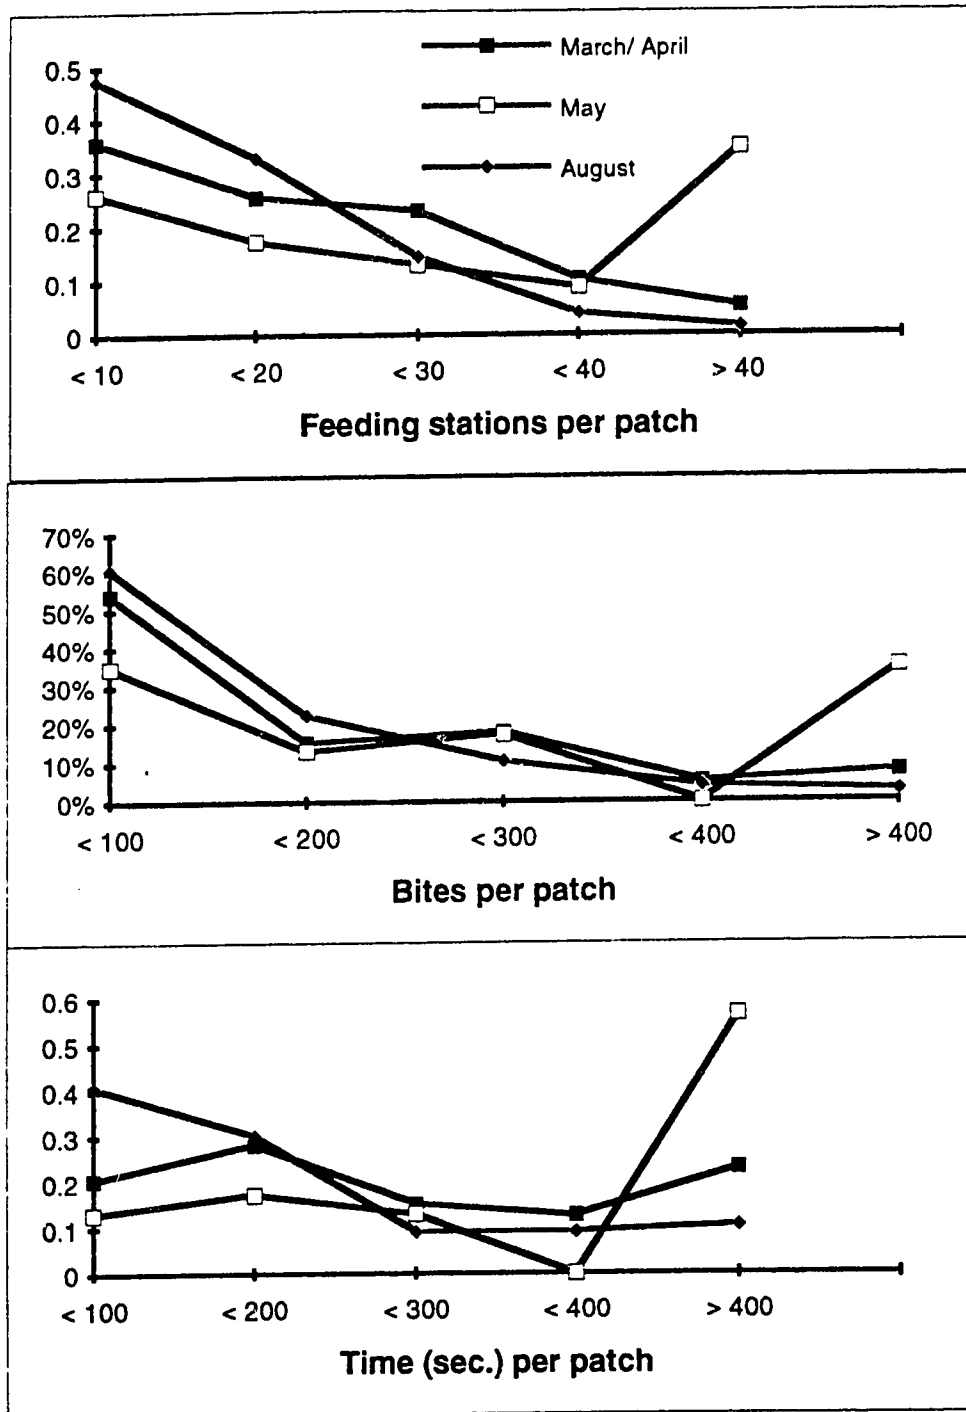 March/ April
May
August
0.5
0.4
0.3
0.2
0.1
0
< 10 < 20 < 30 < 40 > 40
Feeding stations per patch
70%
60%
50%
40%
30%
20%
10%
0%
< 100 < 200 < 300 < 400 > 400
Bites per patch
0.6
0.5
0.4
0.3
0.2
0.1
0
< 100 < 200 < 300 < 400 > 400
Time (sec.) per patch